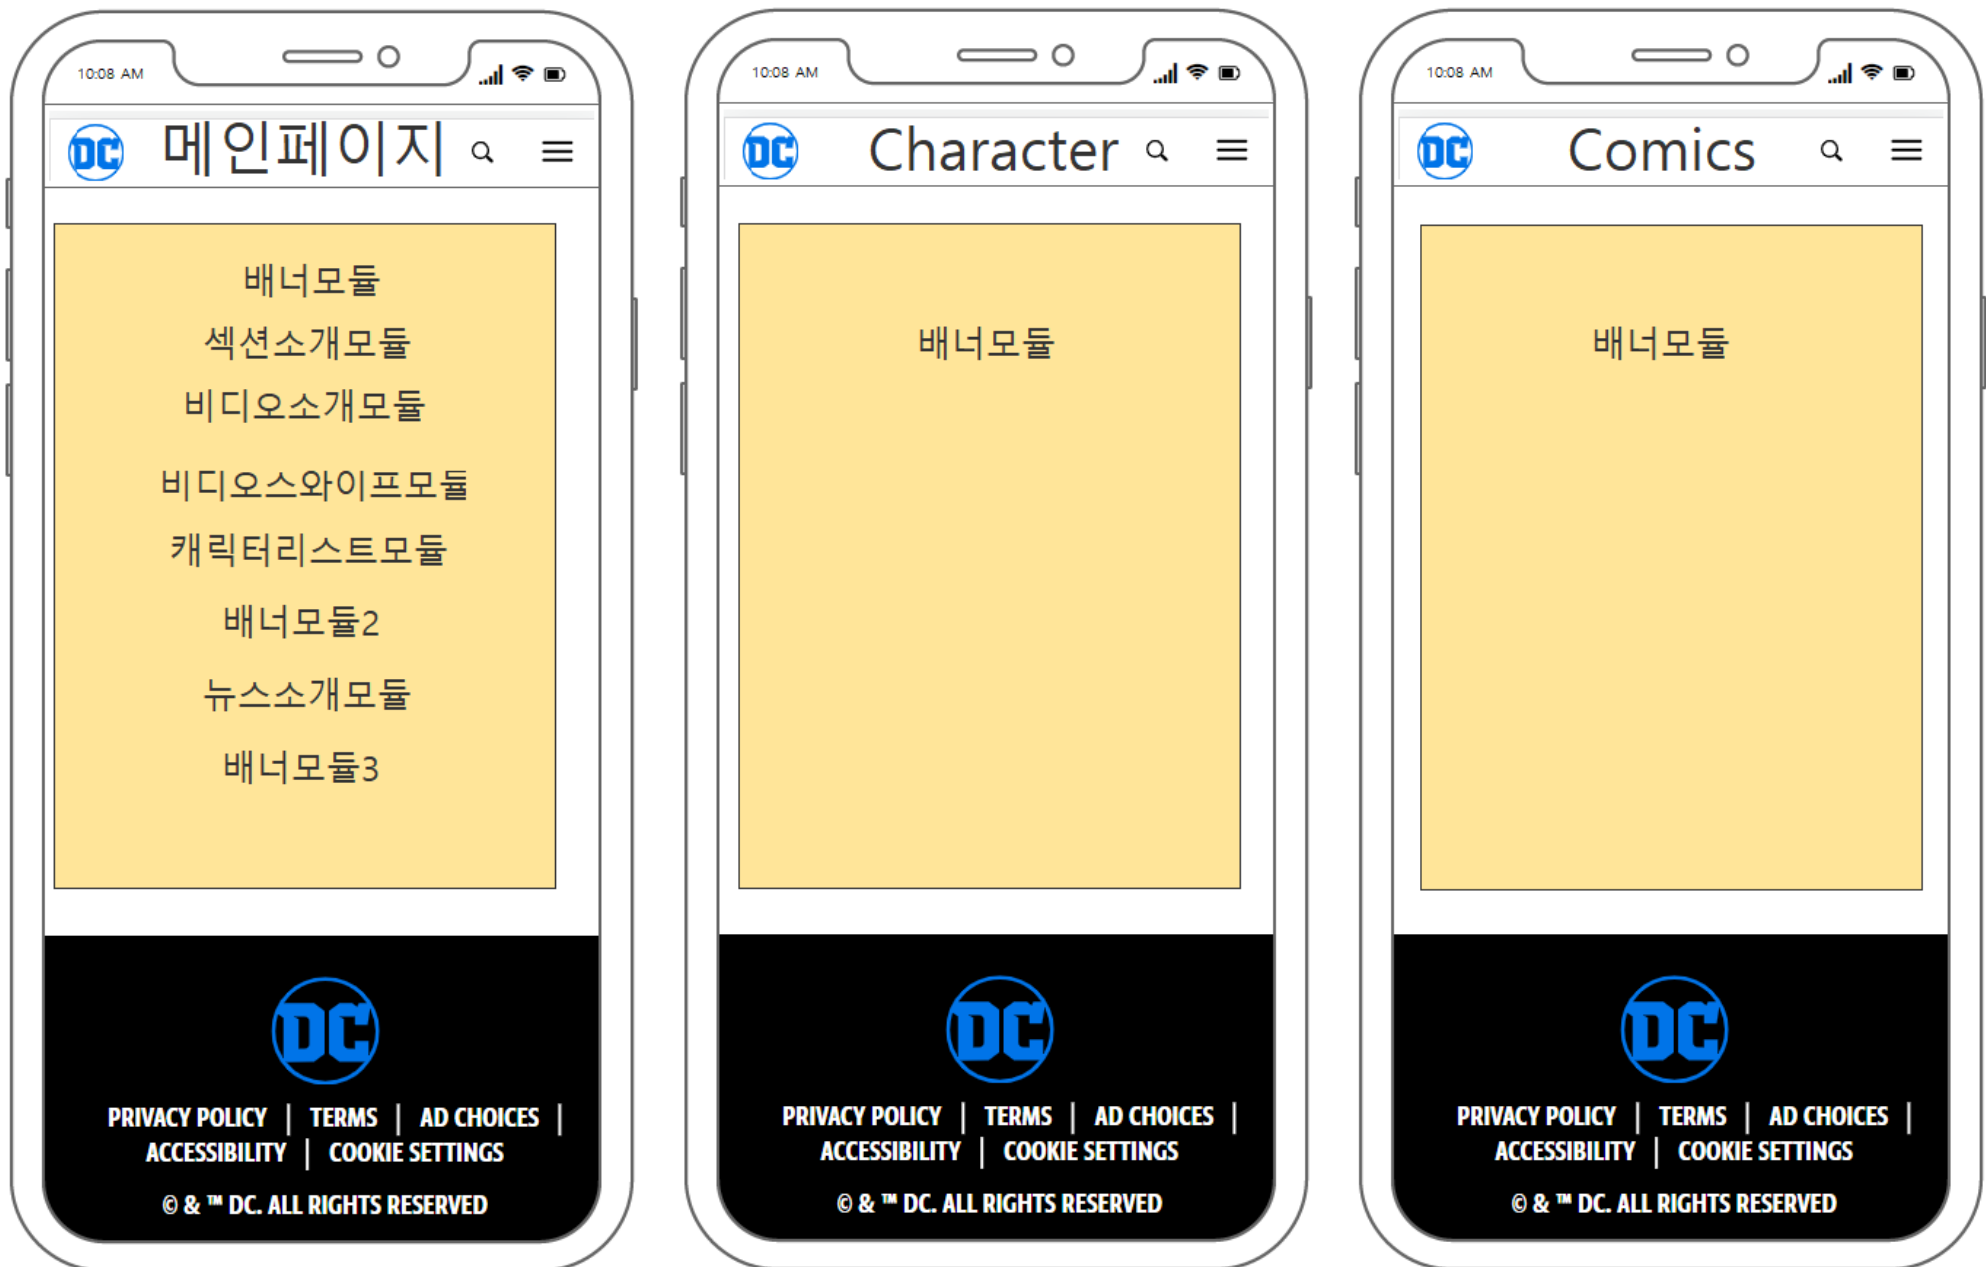 10:08 AM
DC 메인페이지
배너모듈
섹션소개모듈
비디오소개모듈
비디오스와이프모듈
캐릭터리스트모듈
배너모듈2
뉴스소개모듈
배너모듈3
DC
PRIVACY POLICY | TERMS | AD CHOICES |
ACCESSIBILITY | COOKIE SETTINGS
© & ™ DC. ALL RIGHTS RESERVED
10:08 AM
DC Character
배너모듈
DC
PRIVACY POLICY | TERMS | AD CHOICES |
ACCESSIBILITY | COOKIE SETTINGS
© & ™ DC. ALL RIGHTS RESERVED
10:08 AM
DC Comics
배너모듈
DC
PRIVACY POLICY | TERMS | AD CHOICES |
ACCESSIBILITY | COOKIE SETTINGS
© & ™ DC. ALL RIGHTS RESERVED